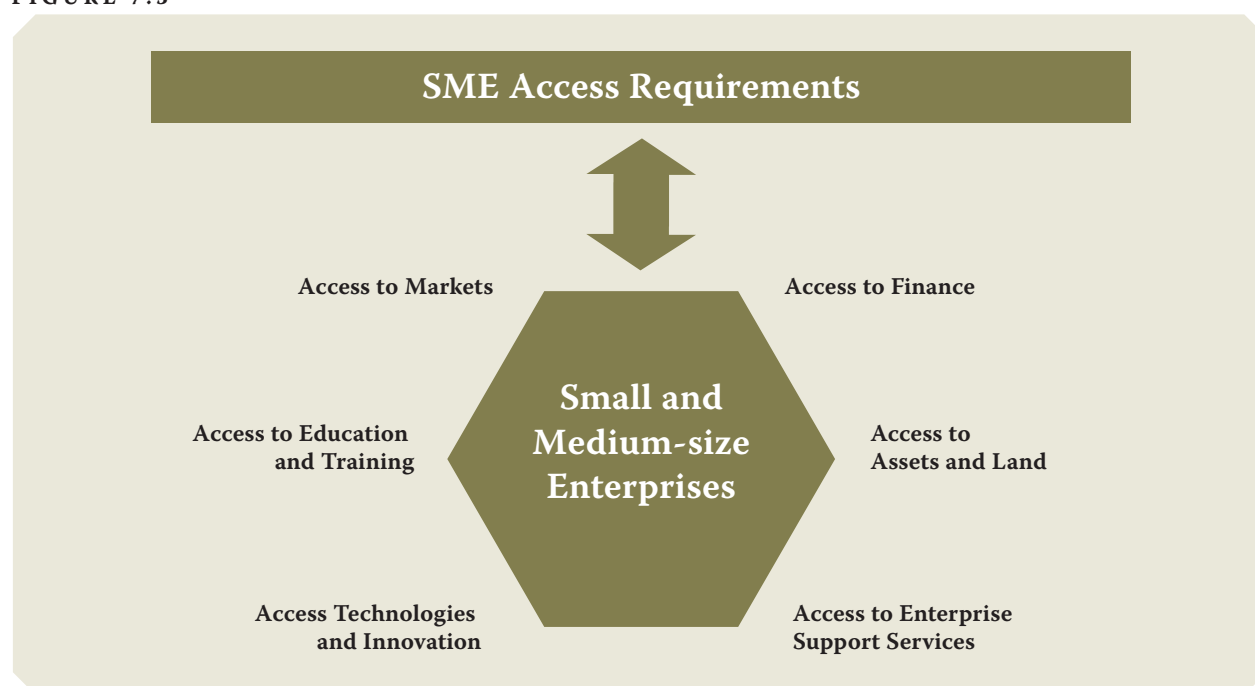 SME Access Requirements
Access to Markets
Access to Finance
Small and
Medium-size
Enterprises
Access to Education
and Training
Access to
Assets and Land
Access Technologies
and Innovation
Access to Enterprise
Support Services